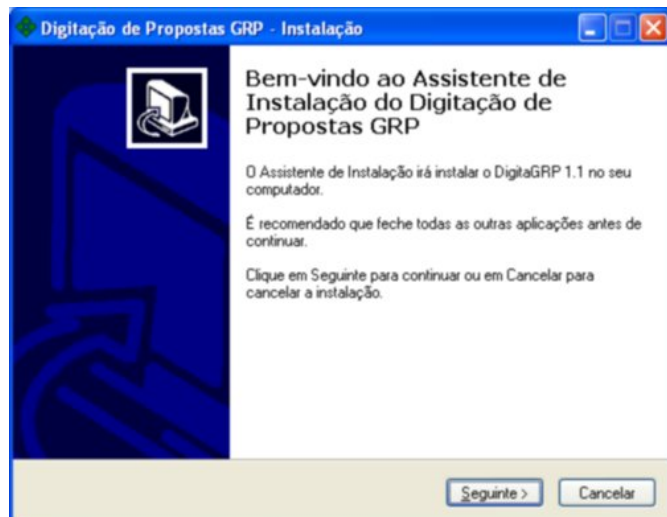 Digitação de Propostas GRP - Instalação
Bem-vindo ao Assistente de
Instalação do Digitação de
Propostas GRP
O Assistente de Instalação irá instalar o DigitaGRP 1.1 no seu
computador.
É recomendado que feche todas as outras aplicações antes de
continuar.
Clique em Seguinte para continuar ou em Cancelar para
cancelar a instalação.
Seguinte > Cancelar